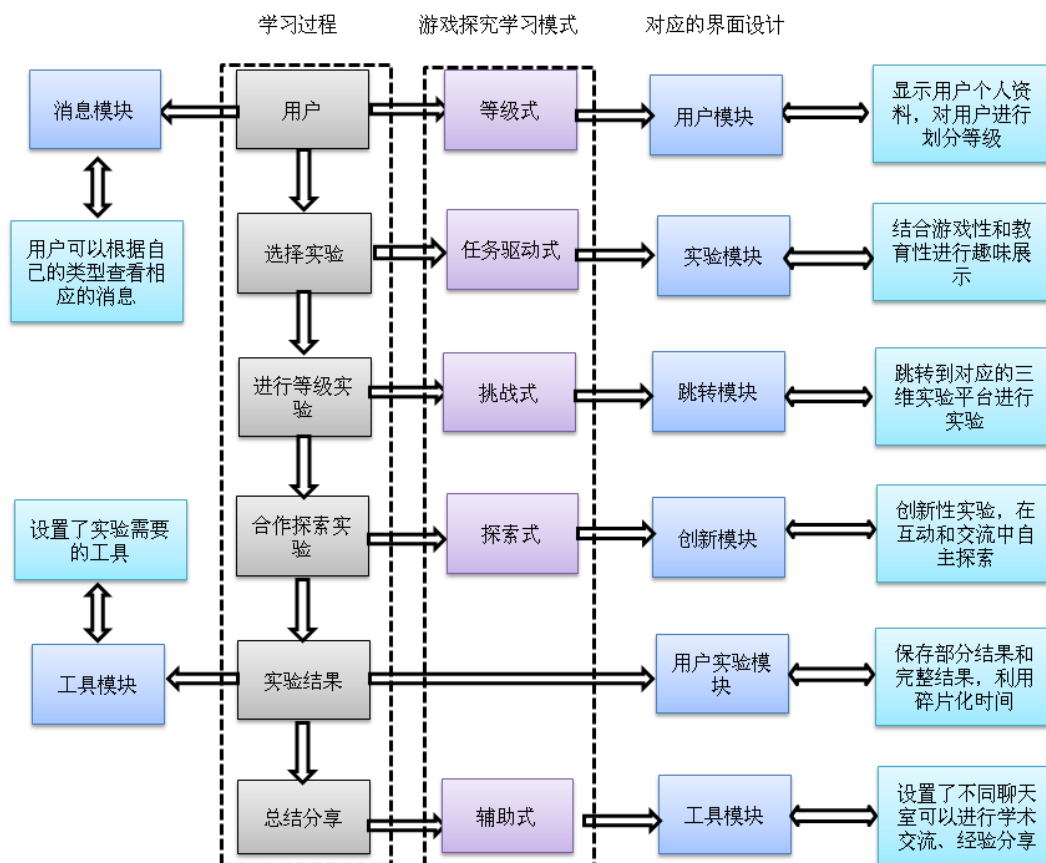 学习过程
游戏探究学习模式
对应的界面设计
消息模块
用户
等级式
用户模块
显示用户个人资
料，对用户进行
划分等级
用户可以根据自
己的类型查看相
应的消息
选择实验
任务驱动式
实验模块
结合游戏性和教
育性进行趣味展
示
进行等级实
验
挑战式
跳转模块
跳转到对应的三
维实验平台进行
实验
设置了实验需要
的工具
合作探索实
验
探索式
创新模块
创新性实验，在
互动和交流中自
主探索
工具模块
实验结果
用户实验模
块
保存部分结果和
完整结果，利用
碎片化时间
总结分享
辅助式
工具模块
设置了不同聊天
室可以进行学术
交流、经验分享